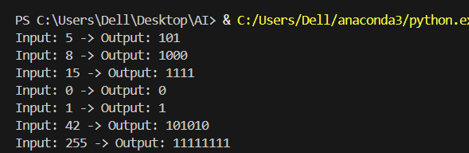 PS C:\Users\Dell\Desktop\AI> & C:/Users/Dell/anaconda3/python.ex
Input: 5 -> Output: 101
Input: 8 -> Output: 1000
Input: 15 -> Output: 1111
Input: 0 -> Output: 0
Input: 1 -> Output: 1
Input: 42 -> Output: 101010
Input: 255 -> Output: 11111111